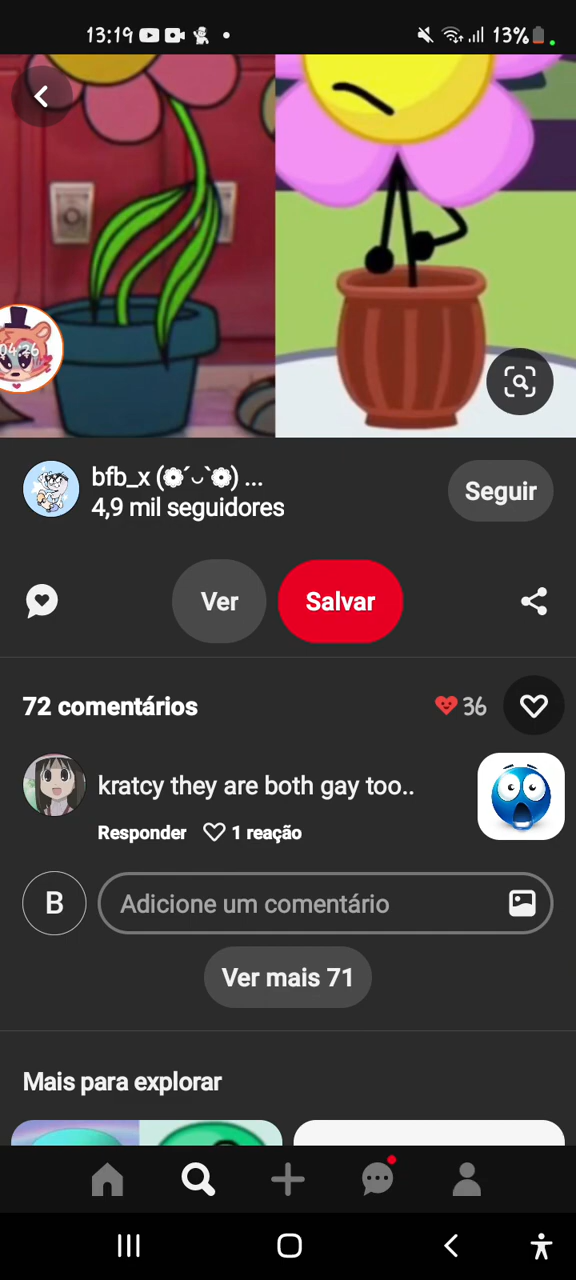 13:19
13%
04:26
bfb_x (❁´◡`❁) ...
4,9 mil seguidores
Seguir
Ver
Salvar
72 comentários
36
kratcy they are both gay too..
Responder
1 reação
B
Adicione um comentário
Ver mais 71
Mais para explorar